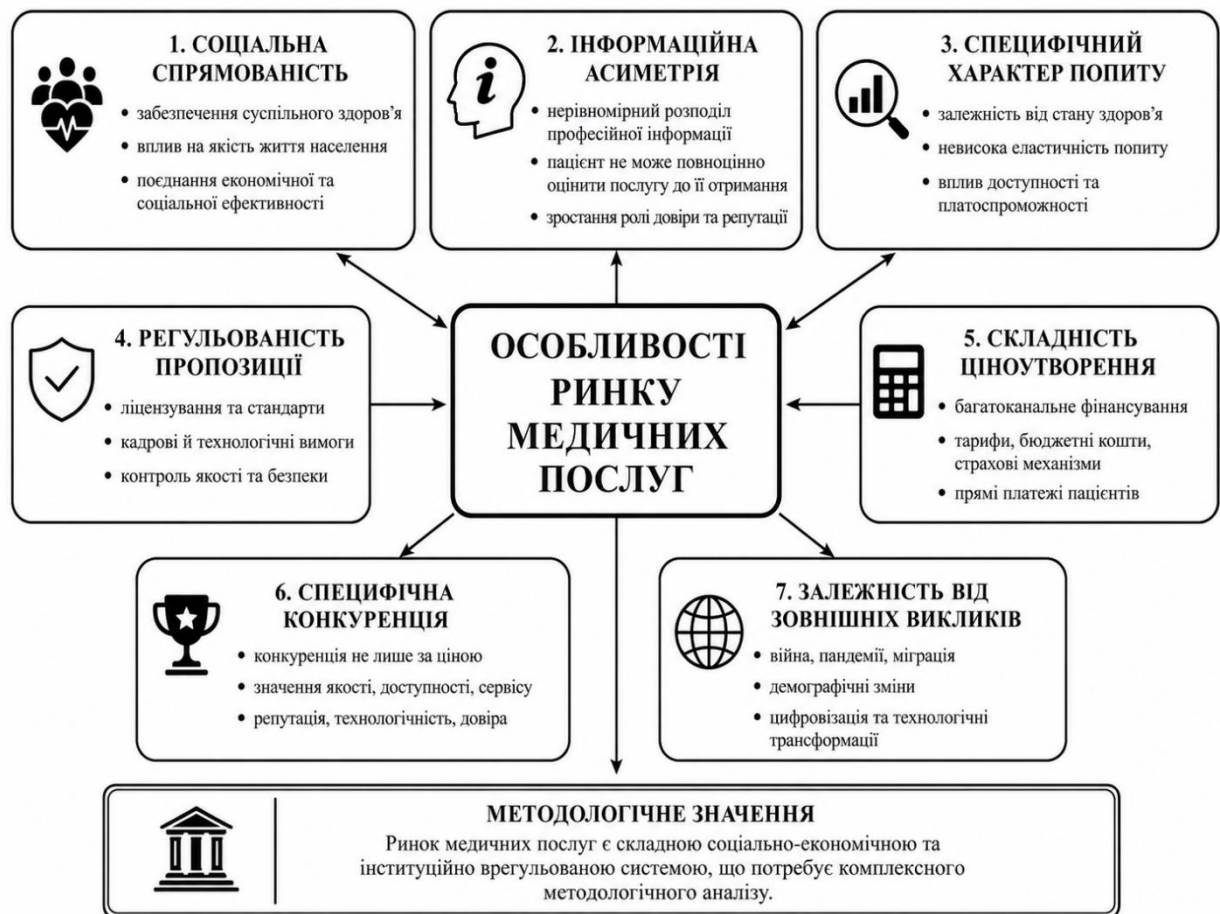 1. СОЦІАЛЬНА
СПРЯМОВАНІСТЬ
• забезпечення суспільного здоров'я
• вплив на якість життя населення
• поєднання економічної та
соціальної ефективності
2. ІНФОРМАЦІЙНА
АСИМЕТРІЯ
• нерівномірний розподіл
професійної інформації
• пацієнт не може повноцінно
оцінити послугу до її отримання
• зростання ролі довіри та репутації
3. СПЕЦИФІЧНИЙ
ХАРАКТЕР ПОПИТУ
• залежність від стану здоров'я
• невисока еластичність попиту
• вплив доступності та
платоспроможності
4. РЕГУЛЬОВАНІСТЬ
ПРОПОЗИЦІЇ
• ліцензування та стандарти
• кадрові й технологічні вимоги
• контроль якості та безпеки
ОСОБЛИВОСТІ
РИНКУ
МЕДИЧНИХ
ПОСЛУГ
5. СКЛАДНІСТЬ
ЦІНОУТВОРЕННЯ
• багатоканальне фінансування
• тарифи, бюджетні кошти,
страхові механізми
• прямі платежі пацієнтів
6. СПЕЦИФІЧНА
КОНКУРЕНЦІЯ
• конкуренція не лише за ціною
• значення якості, доступності, сервісу
• репутація, технологічність, довіра
7. ЗАЛЕЖНІСТЬ ВІД
ЗОВНІШНІХ ВИКЛИКІВ
• війна, пандемії, міграція
• демографічні зміни
• цифровізація та технологічні
трансформації
МЕТОДОЛОГІЧНЕ ЗНАЧЕННЯ
Ринок медичних послуг є складною соціально-економічною та
інституційно врегульованою системою, що потребує комплексного
методологічного аналізу.